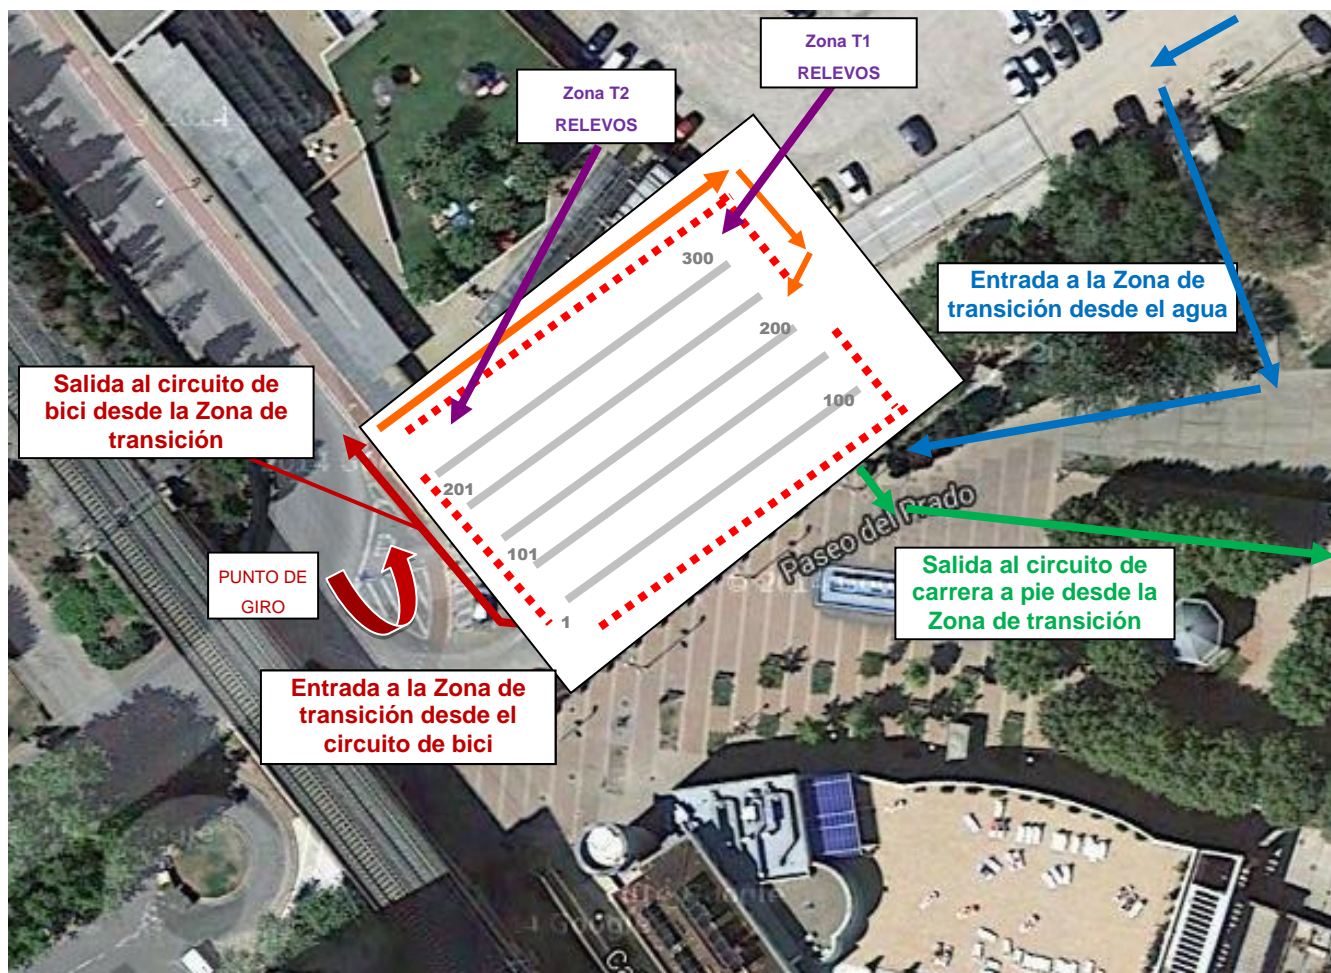 Zona T1
RELEVOS
Zona T2
RELEVOS
300
Entrada a la Zona de
transición desde el agua
200
Salida al circuito de
bici desde la Zona de
transición
100
201
Paseo del Prado
101
PUNTO DE
GIRO
Salida al circuito de
carrera a pie desde la
Zona de transición
1
Entrada a la Zona de
transición desde el
circuito de bici